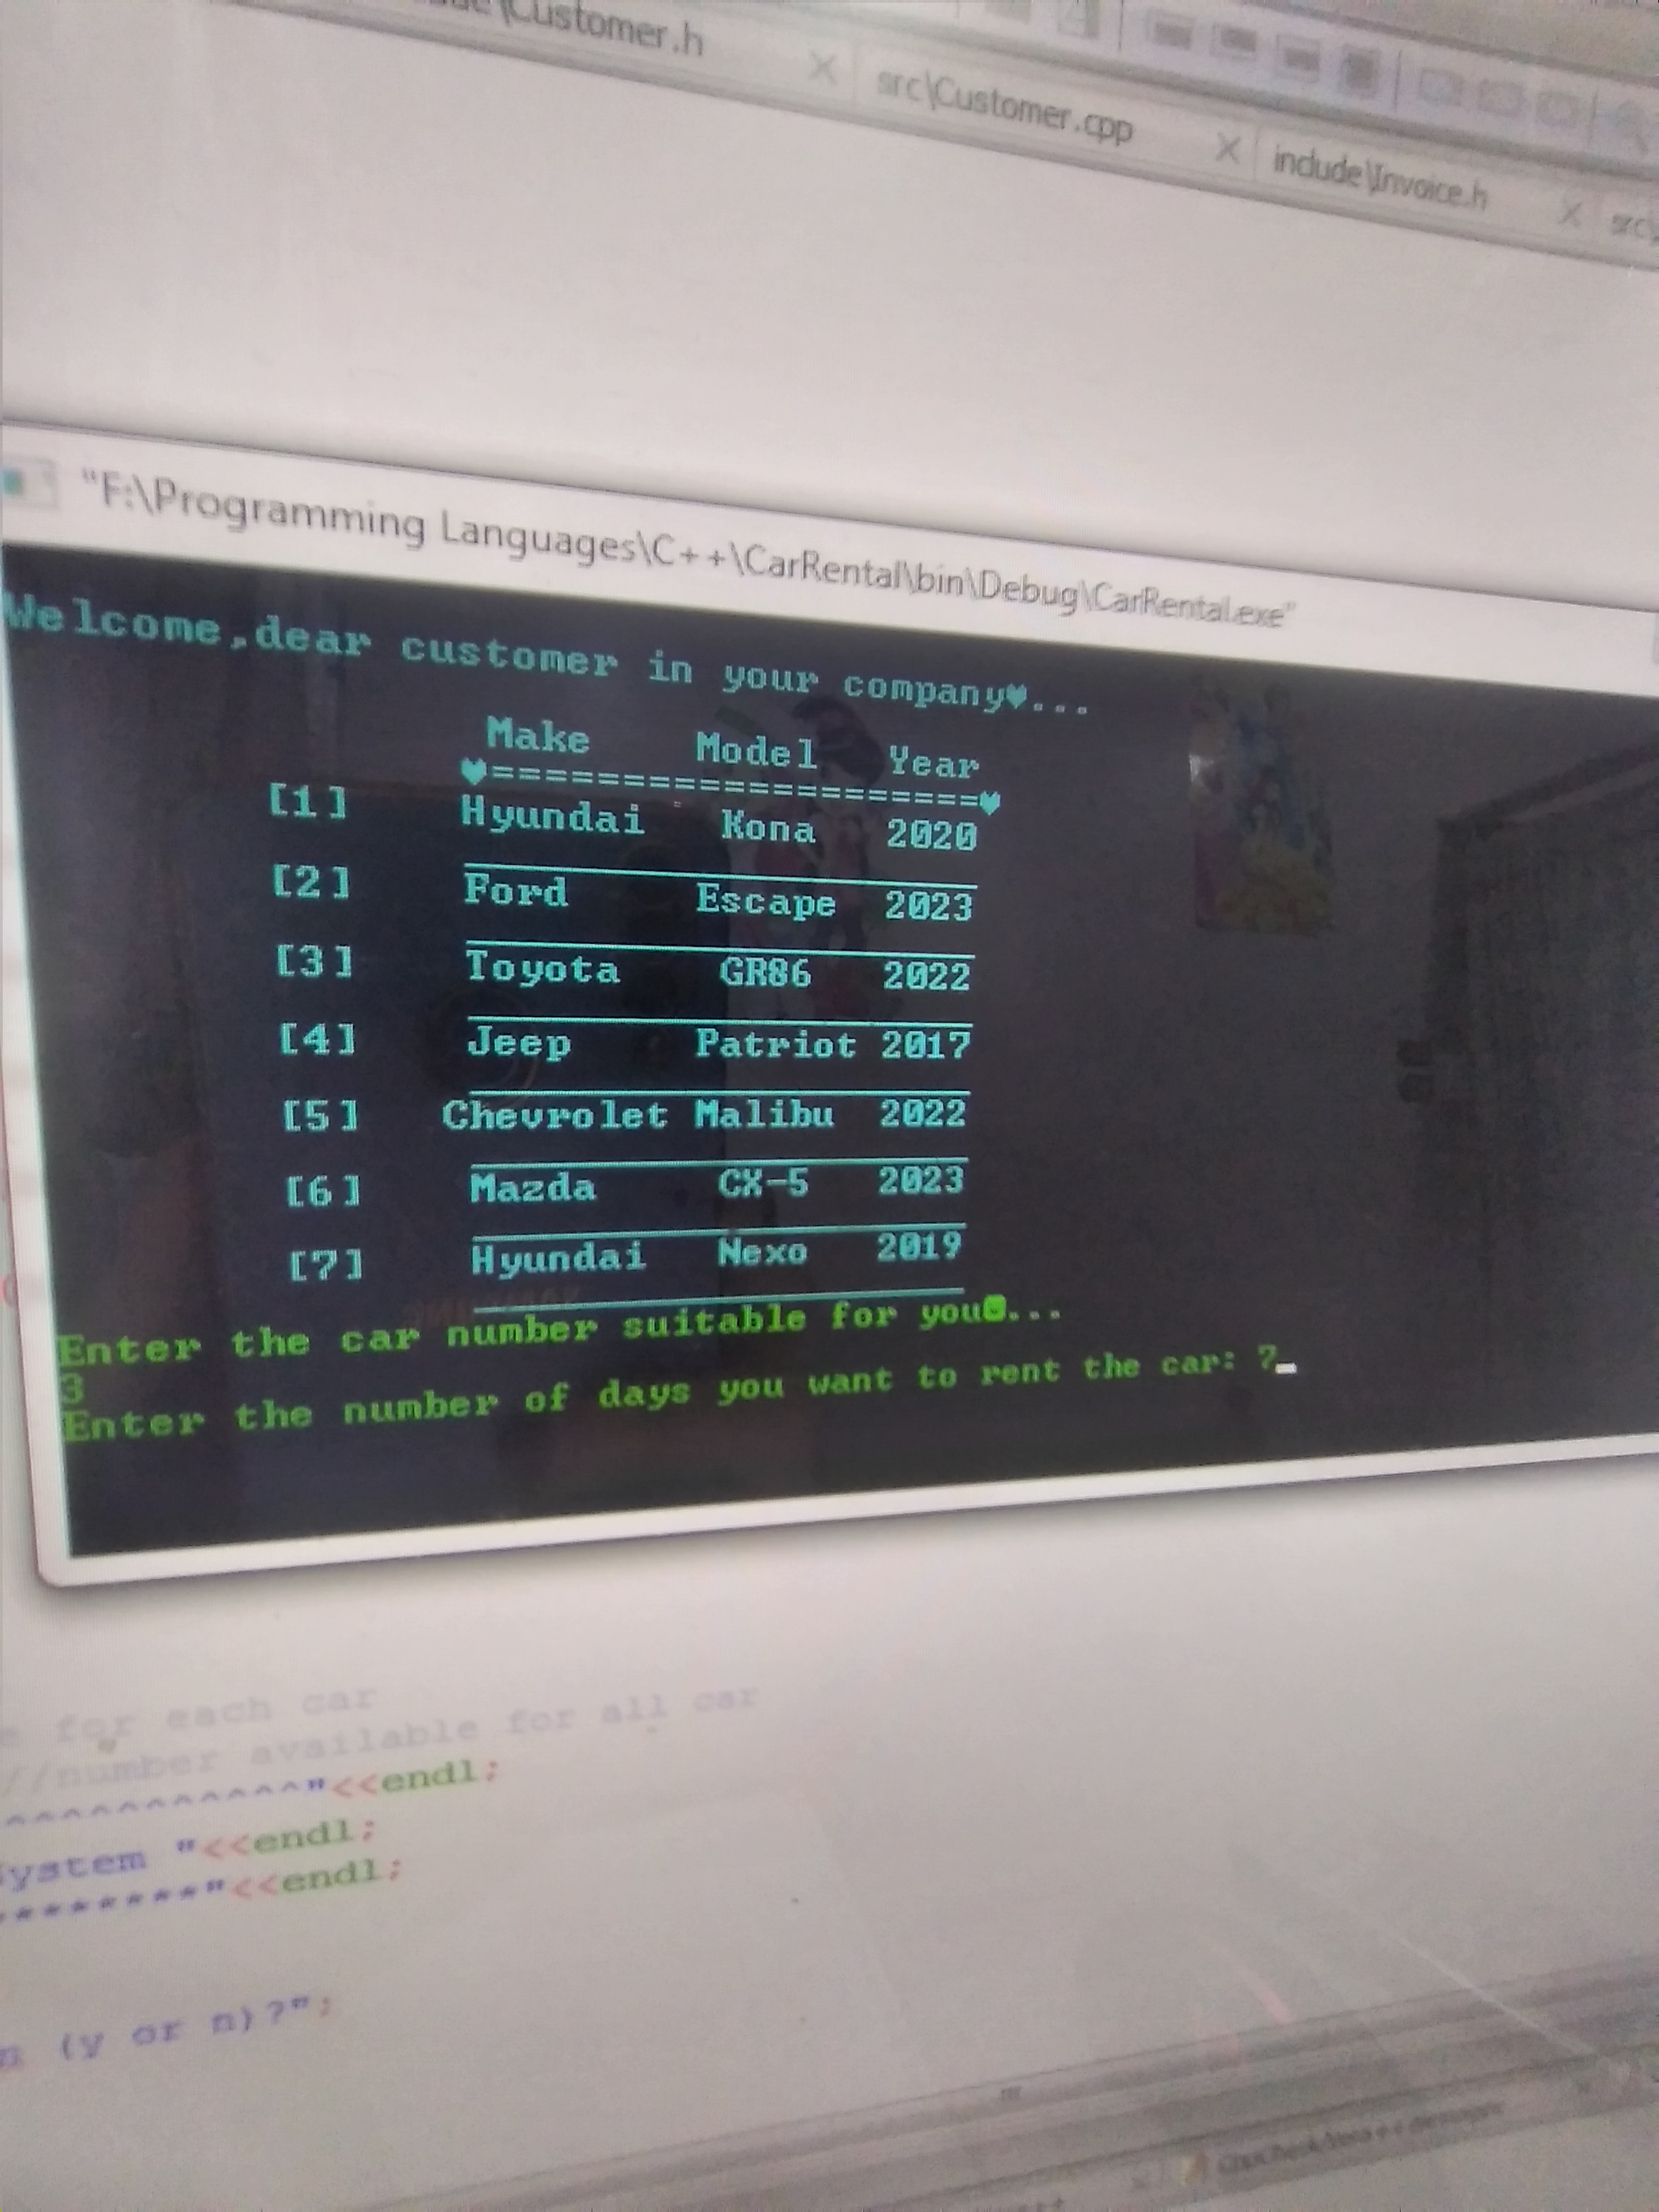 \Customer.h
src\Customer.cpp
include\Invoice.h
src
"F:\Programming Languages\C++\CarRental\bin\Debug\CarRental.exe"
Welcome,dear customer in your company♥...
Make Model Year
♥===================♥
[1] Hyundai Kona 2020
[2] Ford Escape 2023
[3] Toyota GR86 2022
[4] Jeep Patriot 2017
[5] Chevrolet Malibu 2022
[6] Mazda CX-5 2023
[7] Hyundai Nexo 2019
Enter the car number suitable for you☻...
3
Enter the number of days you want to rent the car: 7
e for each car
//number available for all car
^^^^^^^^^^^^"<<endl;
ystem "<<endl;
********"<<endl;
(y or n)?";